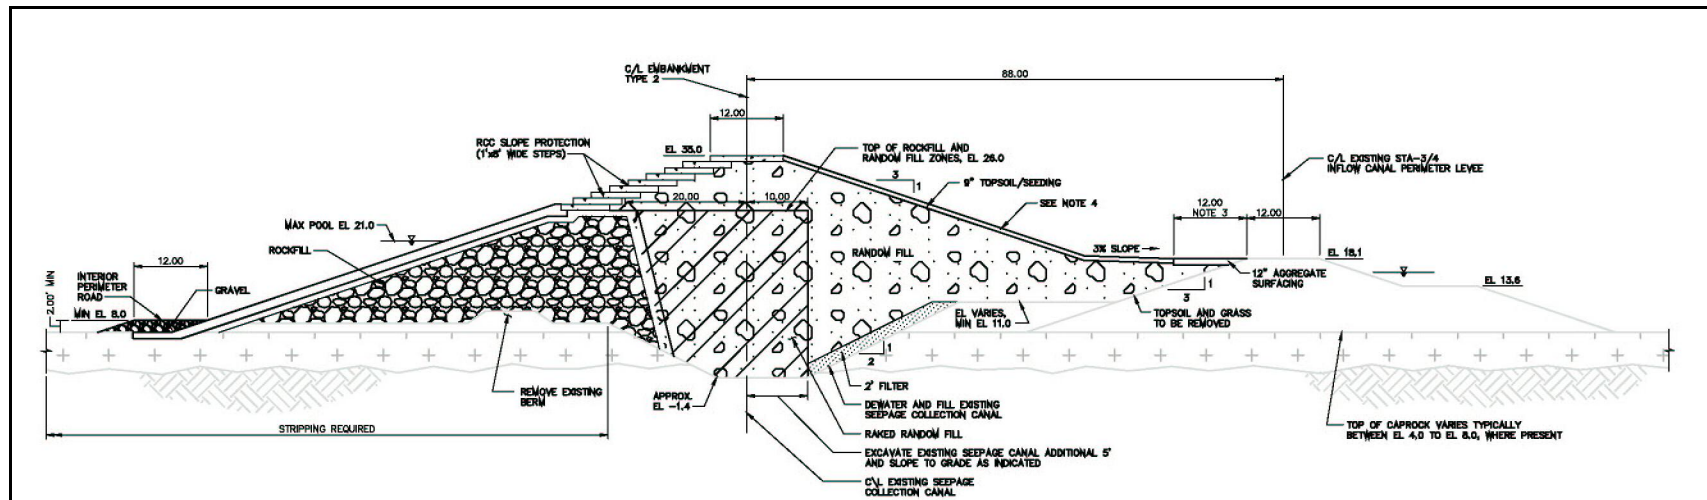 C/L EMBANKMENT
TYPE 2
88.00
12.00
RCC SLOPE PROTECTION
(1'x8' WIDE STEPS)
EL 35.0
TOP OF ROCKFILL AND
RANDOM FILL ZONES, EL 26.0
C/L EXISTING STA-3/4
INFLOW CANAL PERIMETER LEVEE
3
1
9" TOPSOIL/SEEDING
20.00
10.00
SEE NOTE 4
12.00
NOTE 3
12.00
MAX POOL EL 21.0
ROCKFILL
RANDOM FILL
3% SLOPE
EL 18.1
12" AGGREGATE
SURFACING
1
3
EL 13.6
12.00
INTERIOR
PERIMETER
ROAD
GRAVEL
2.00' MIN
MIN EL 8.0
EL VARIES,
MIN EL 11.0
TOPSOIL AND GRASS
TO BE REMOVED
1
2
REMOVE EXISTING
BERM
APPROX.
EL -1.4
2' FILTER
DEWATER AND FILL EXISTING
SEEPAGE COLLECTION CANAL
STRIPPING REQUIRED
RAKED RANDOM FILL
TOP OF CAPROCK VARIES TYPICALLY
BETWEEN EL 4.0 TO EL 8.0, WHERE PRESENT
EXCAVATE EXISTING SEEPAGE CANAL ADDITIONAL 5'
AND SLOPE TO GRADE AS INDICATED
C\L EXISTING SEEPAGE
COLLECTION CANAL